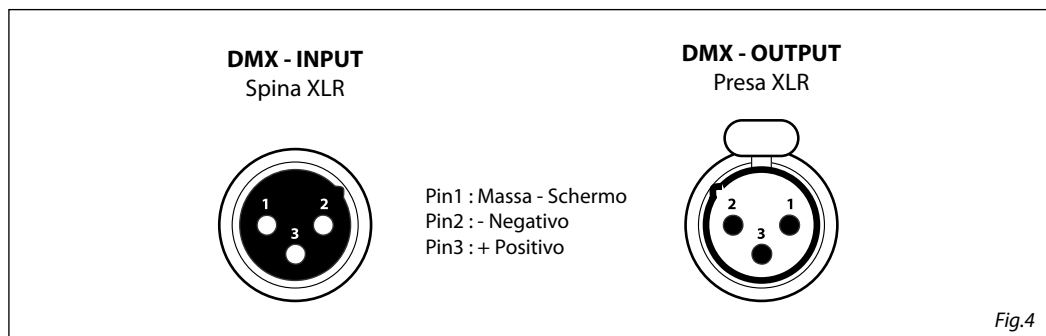 DMX - INPUT
Spina XLR
DMX - OUTPUT
Presa XLR
1
2
3
Pin1 : Massa - Schermo
Pin2 : - Negativo
Pin3 : + Positivo
2
1
3
Fig.4